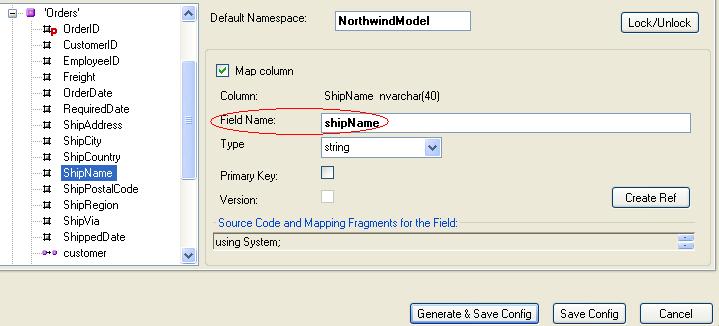 'Orders'
OrderID
CustomerID
EmployeeID
Freight
OrderDate
RequiredDate
ShipAddress
ShipCity
ShipCountry
ShipName
ShipPostalCode
ShipRegion
ShipVia
ShippedDate
customer
Default Namespace: NorthwindModel Lock/Unlock
Map column
Column: ShipName nvarchar(40)
Field Name: shipName
Type string
Primary Key:
Version: Create Ref
Source Code and Mapping Fragments for the Field:
using System;
Generate & Save Config Save Config Cancel